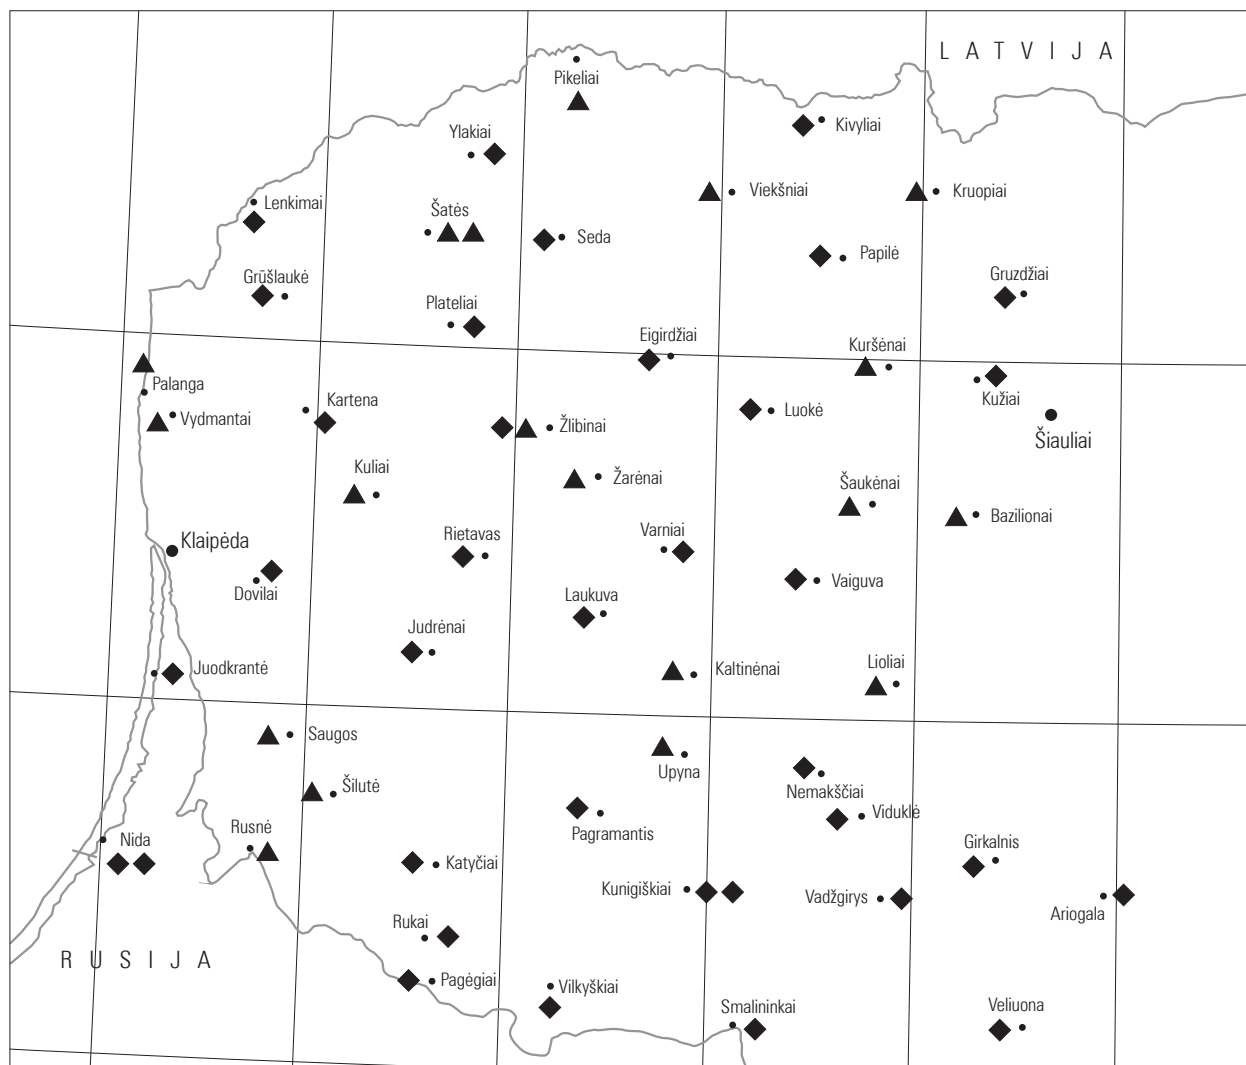 LATVIJA
Pikeliai
Kivyliai
Ylakiai
Viekšniai
Kruopiai
Lenkimai
Šatės
Seda
Papilė
Grūšlaukė
Gruzdžiai
Plateliai
Eigirdžiai
Kuršėnai
Palanga
Kužiai
Kartena
Luokė
Vydmantai
Žlibinai
Šiauliai
Kuliai
Žarėnai
Šaukėnai
Bazilionai
Rietavas
Varniai
Klaipėda
Vaiguva
Dovilai
Laukuva
Judrėnai
Juodkrantė
Kaltinėnai
Lioliai
Saugos
Upyna
Šilutė
Nemakščiai
Viduklė
Rusnė
Pagramantis
Nida
Girkalnis
Katyčiai
Kunigiškiai
Vadžgirys
Ariogala
Rukai
RUSIJA
Pagėgiai
Vilkyškiai
Smalininkai
Veliuona